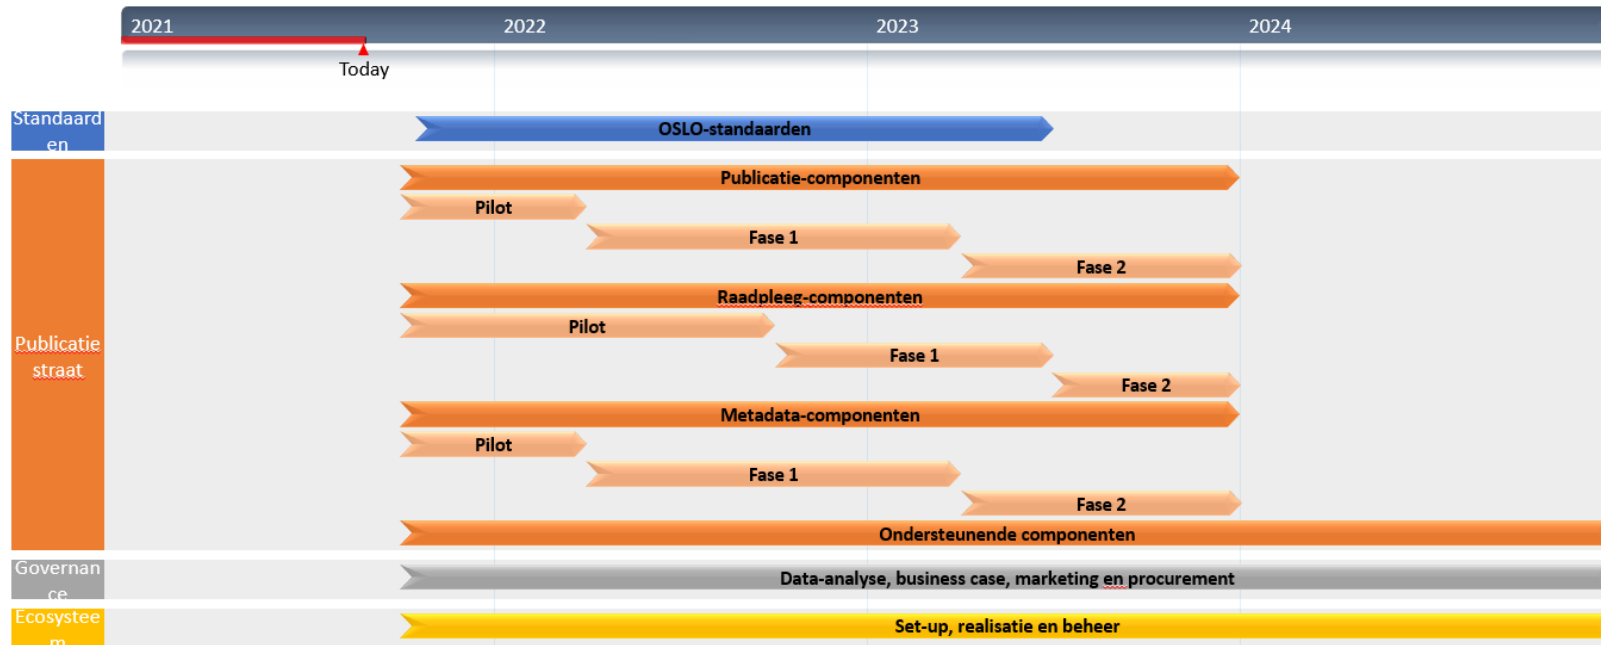 2021 2022 2023 2024
Today
Standaard
en
OSLO-standaarden
Publicatie
straat
Publicatie-componenten
Pilot
Fase 1
Fase 2
Raadpleeg-componenten
Pilot
Fase 1
Fase 2
Metadata-componenten
Pilot
Fase 1
Fase 2
Ondersteunende componenten
Governan
ce
Data-analyse, business case, marketing en procurement
Ecosystee
m
Set-up, realisatie en beheer